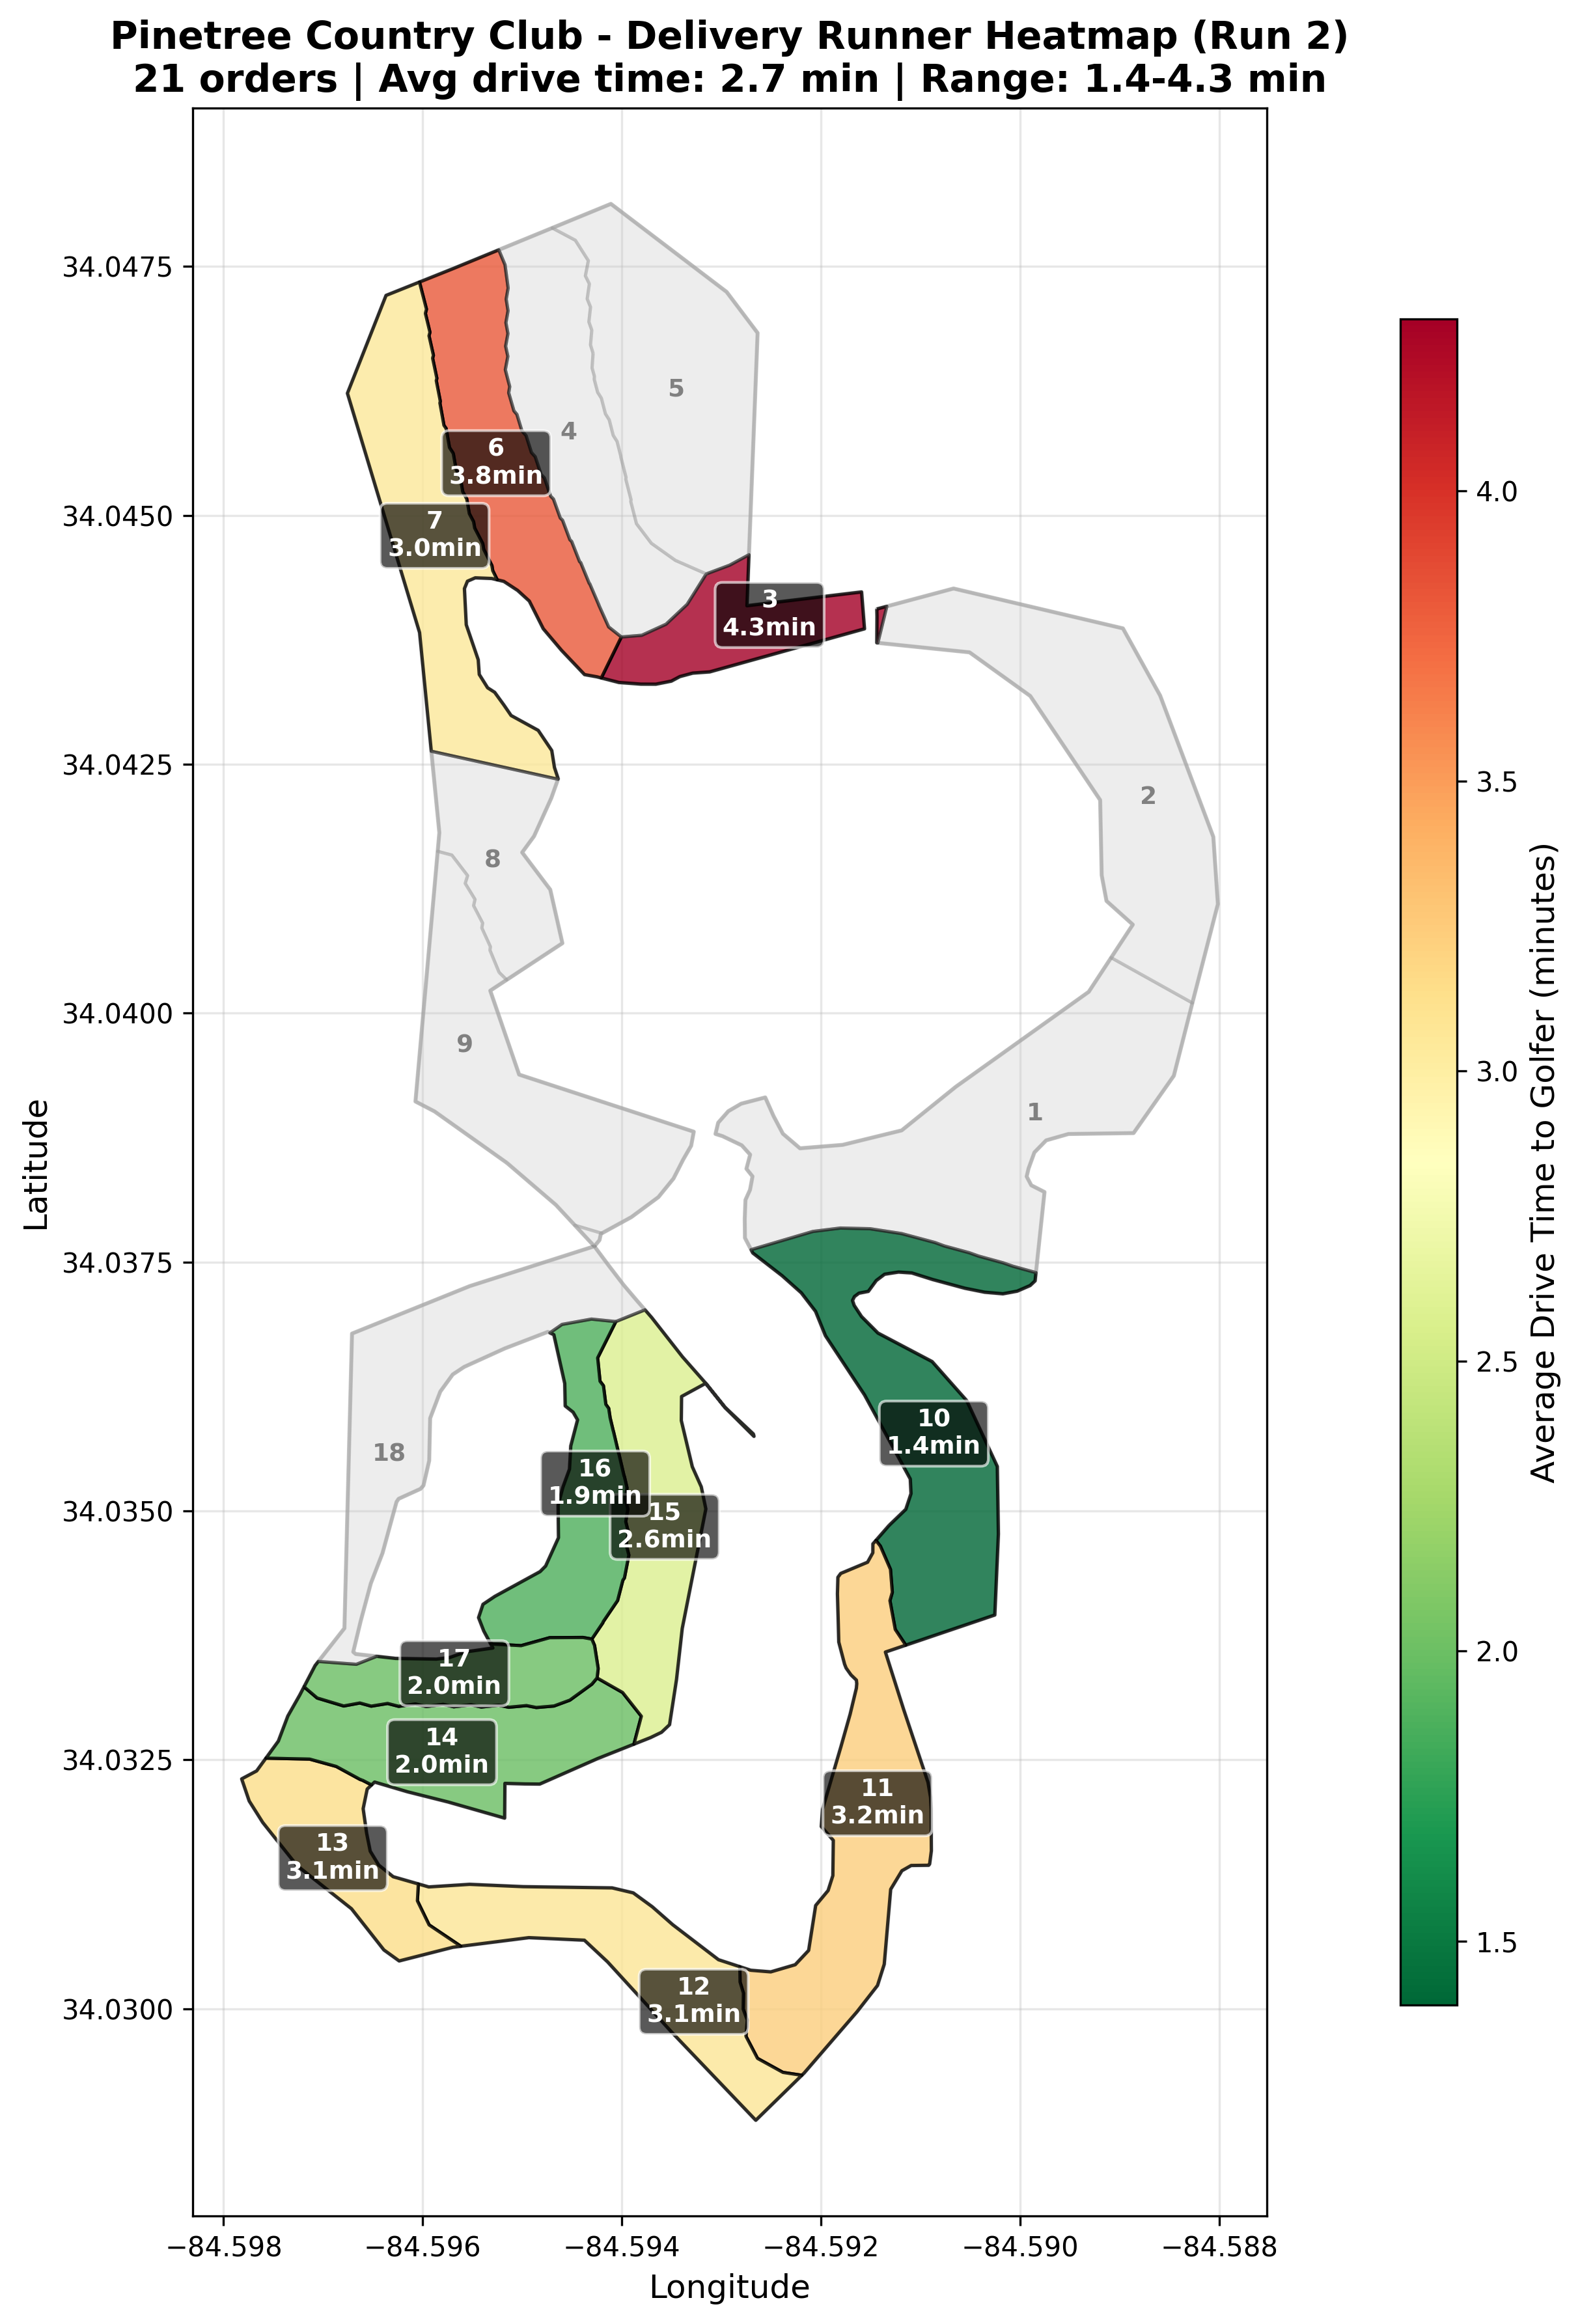 Pinetree Country Club - Delivery Runner Heatmap (Run 2)
21 orders | Avg drive time: 2.7 min | Range: 1.4-4.3 min
34.0475
34.0450
34.0425
34.0400
34.0375
34.0350
34.0325
34.0300
Latitude
5
4
6
3.8min
7
3.0min
3
4.3min
2
8
9
1
10
1.4min
18
16
1.9min
15
2.6min
17
2.0min
14
2.0min
11
3.2min
13
3.1min
12
3.1min
−84.598
−84.596
−84.594
−84.592
−84.590
−84.588
Longitude
4.0
3.5
3.0
2.5
2.0
1.5
Average Drive Time to Golfer (minutes)